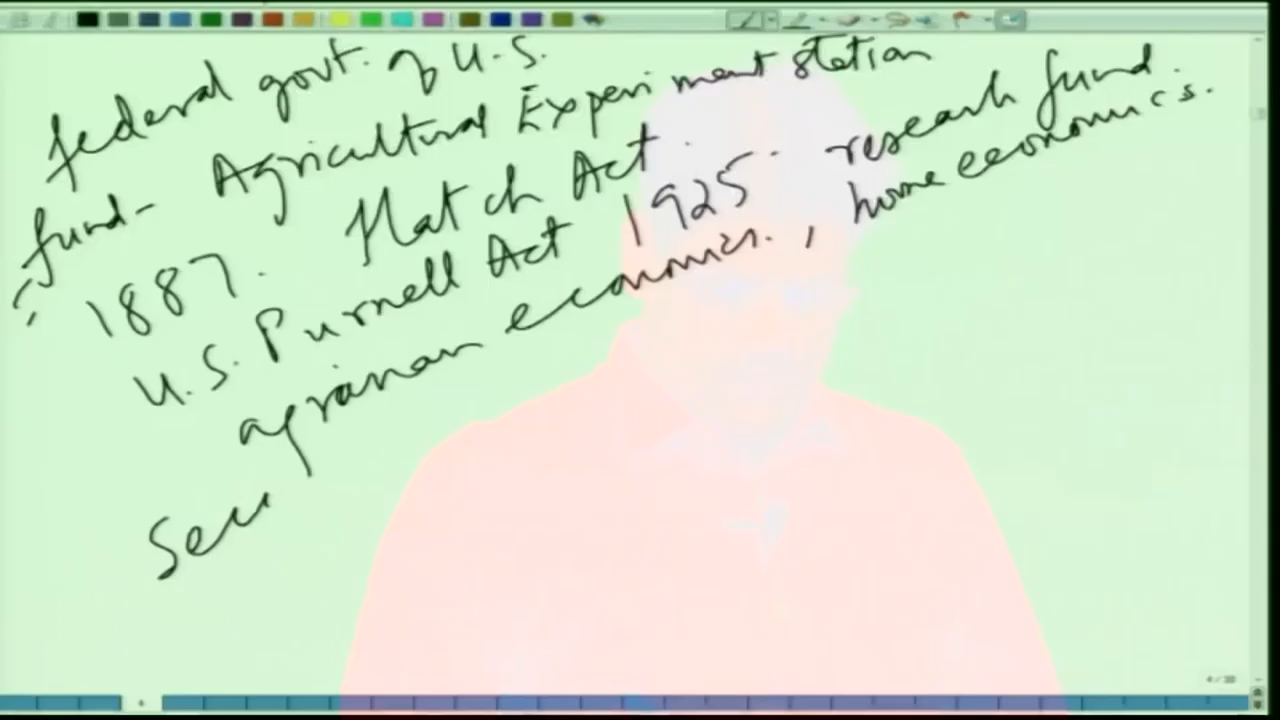 federal govt. of U.S.
fund- Agricultural Experiment station
1887. Hatch Act.
U.S. Purnell Act 1925. research fund.
agrarian economics., home economics.